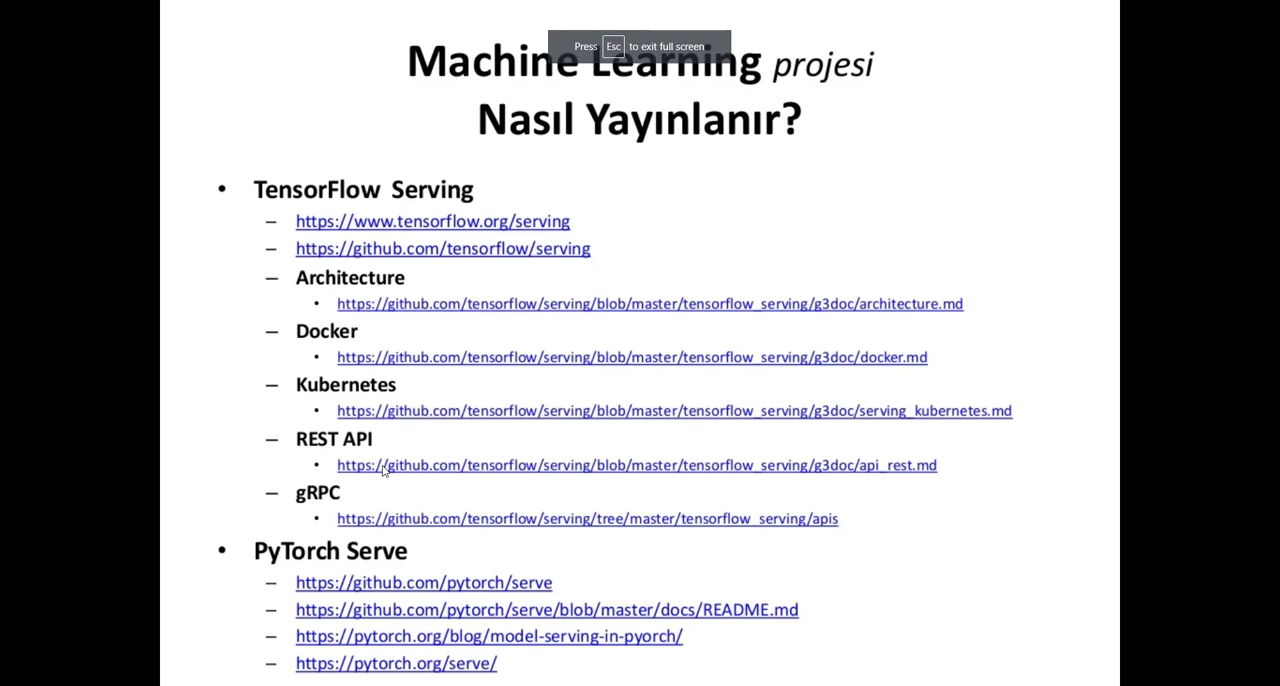 Press Esc to exit full screen
Machine Learning projesi
Nasıl Yayınlanır?
• TensorFlow Serving
– https://www.tensorflow.org/serving
– https://github.com/tensorflow/serving
– Architecture
• https://github.com/tensorflow/serving/blob/master/tensorflow_serving/g3doc/architecture.md
– Docker
• https://github.com/tensorflow/serving/blob/master/tensorflow_serving/g3doc/docker.md
– Kubernetes
• https://github.com/tensorflow/serving/blob/master/tensorflow_serving/g3doc/serving_kubernetes.md
– REST API
• https://github.com/tensorflow/serving/blob/master/tensorflow_serving/g3doc/api_rest.md
– gRPC
• https://github.com/tensorflow/serving/tree/master/tensorflow_serving/apis
• PyTorch Serve
– https://github.com/pytorch/serve
– https://github.com/pytorch/serve/blob/master/docs/README.md
– https://pytorch.org/blog/model-serving-in-pyorch/
– https://pytorch.org/serve/